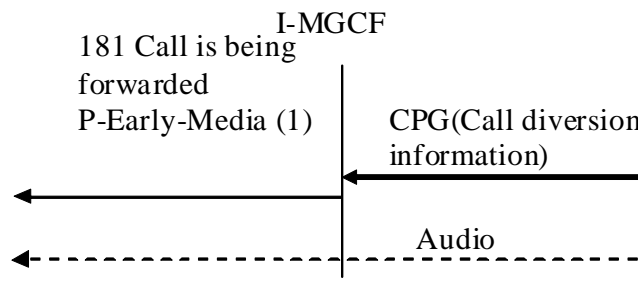 I-MGCF
181 Call is being
forwarded
P-Early-Media (1)
CPG(Call diversion
information)
Audio